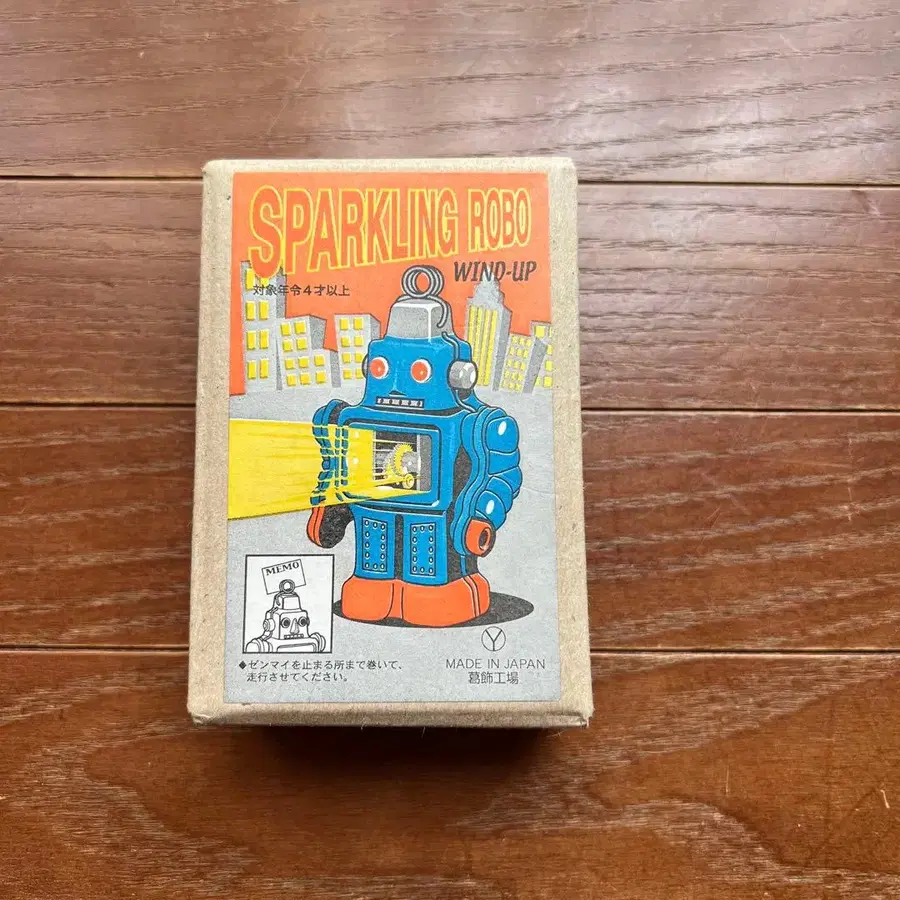 SPARKLING ROBO
WIND-UP
対象年令4才以上
MEMO
◆ゼンマイを止まる所まで巻いて、
走行させてください。
Y
MADE IN JAPAN
葛飾工場